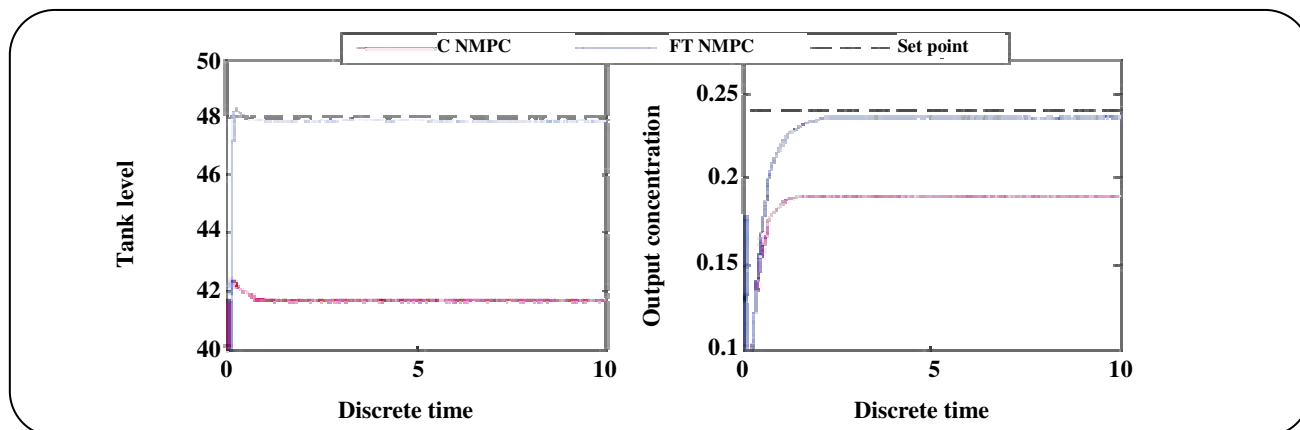 C NMPC FT NMPC Set point
50
48
46
44
42
40
Tank level
0 5 10
Discrete time
0.25
0.2
0.15
0.1
Output concentration
0 5 10
Discrete time